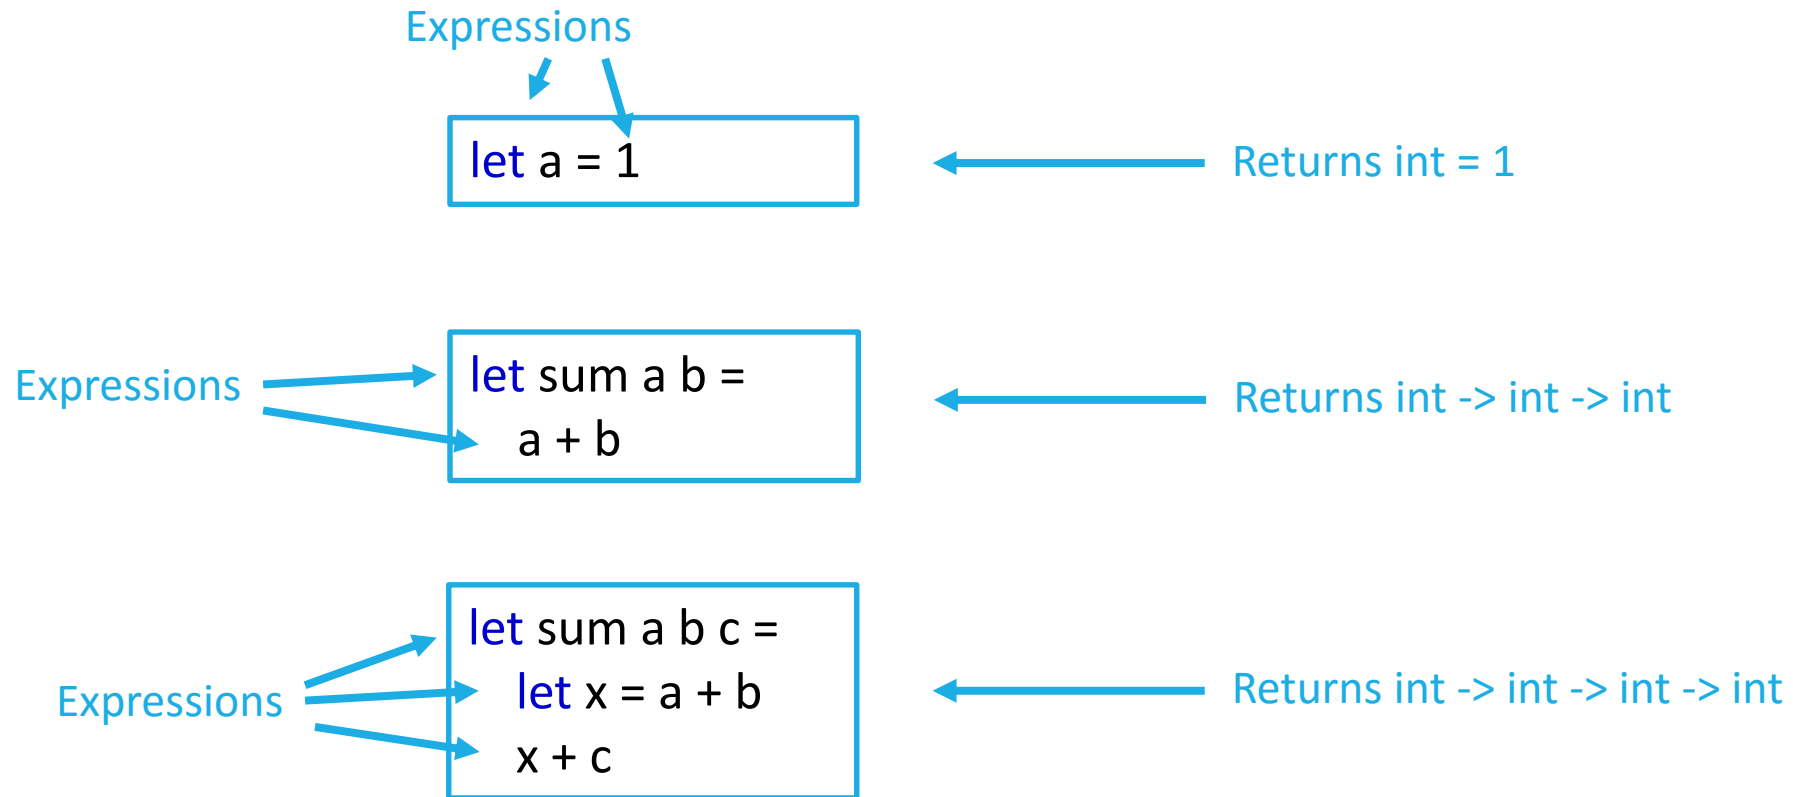 Expressions
let a = 1
Returns int = 1
Expressions
let sum a b =
a + b
Returns int -> int -> int
Expressions
let sum a b c =
let x = a + b
x + c
Returns int -> int -> int -> int